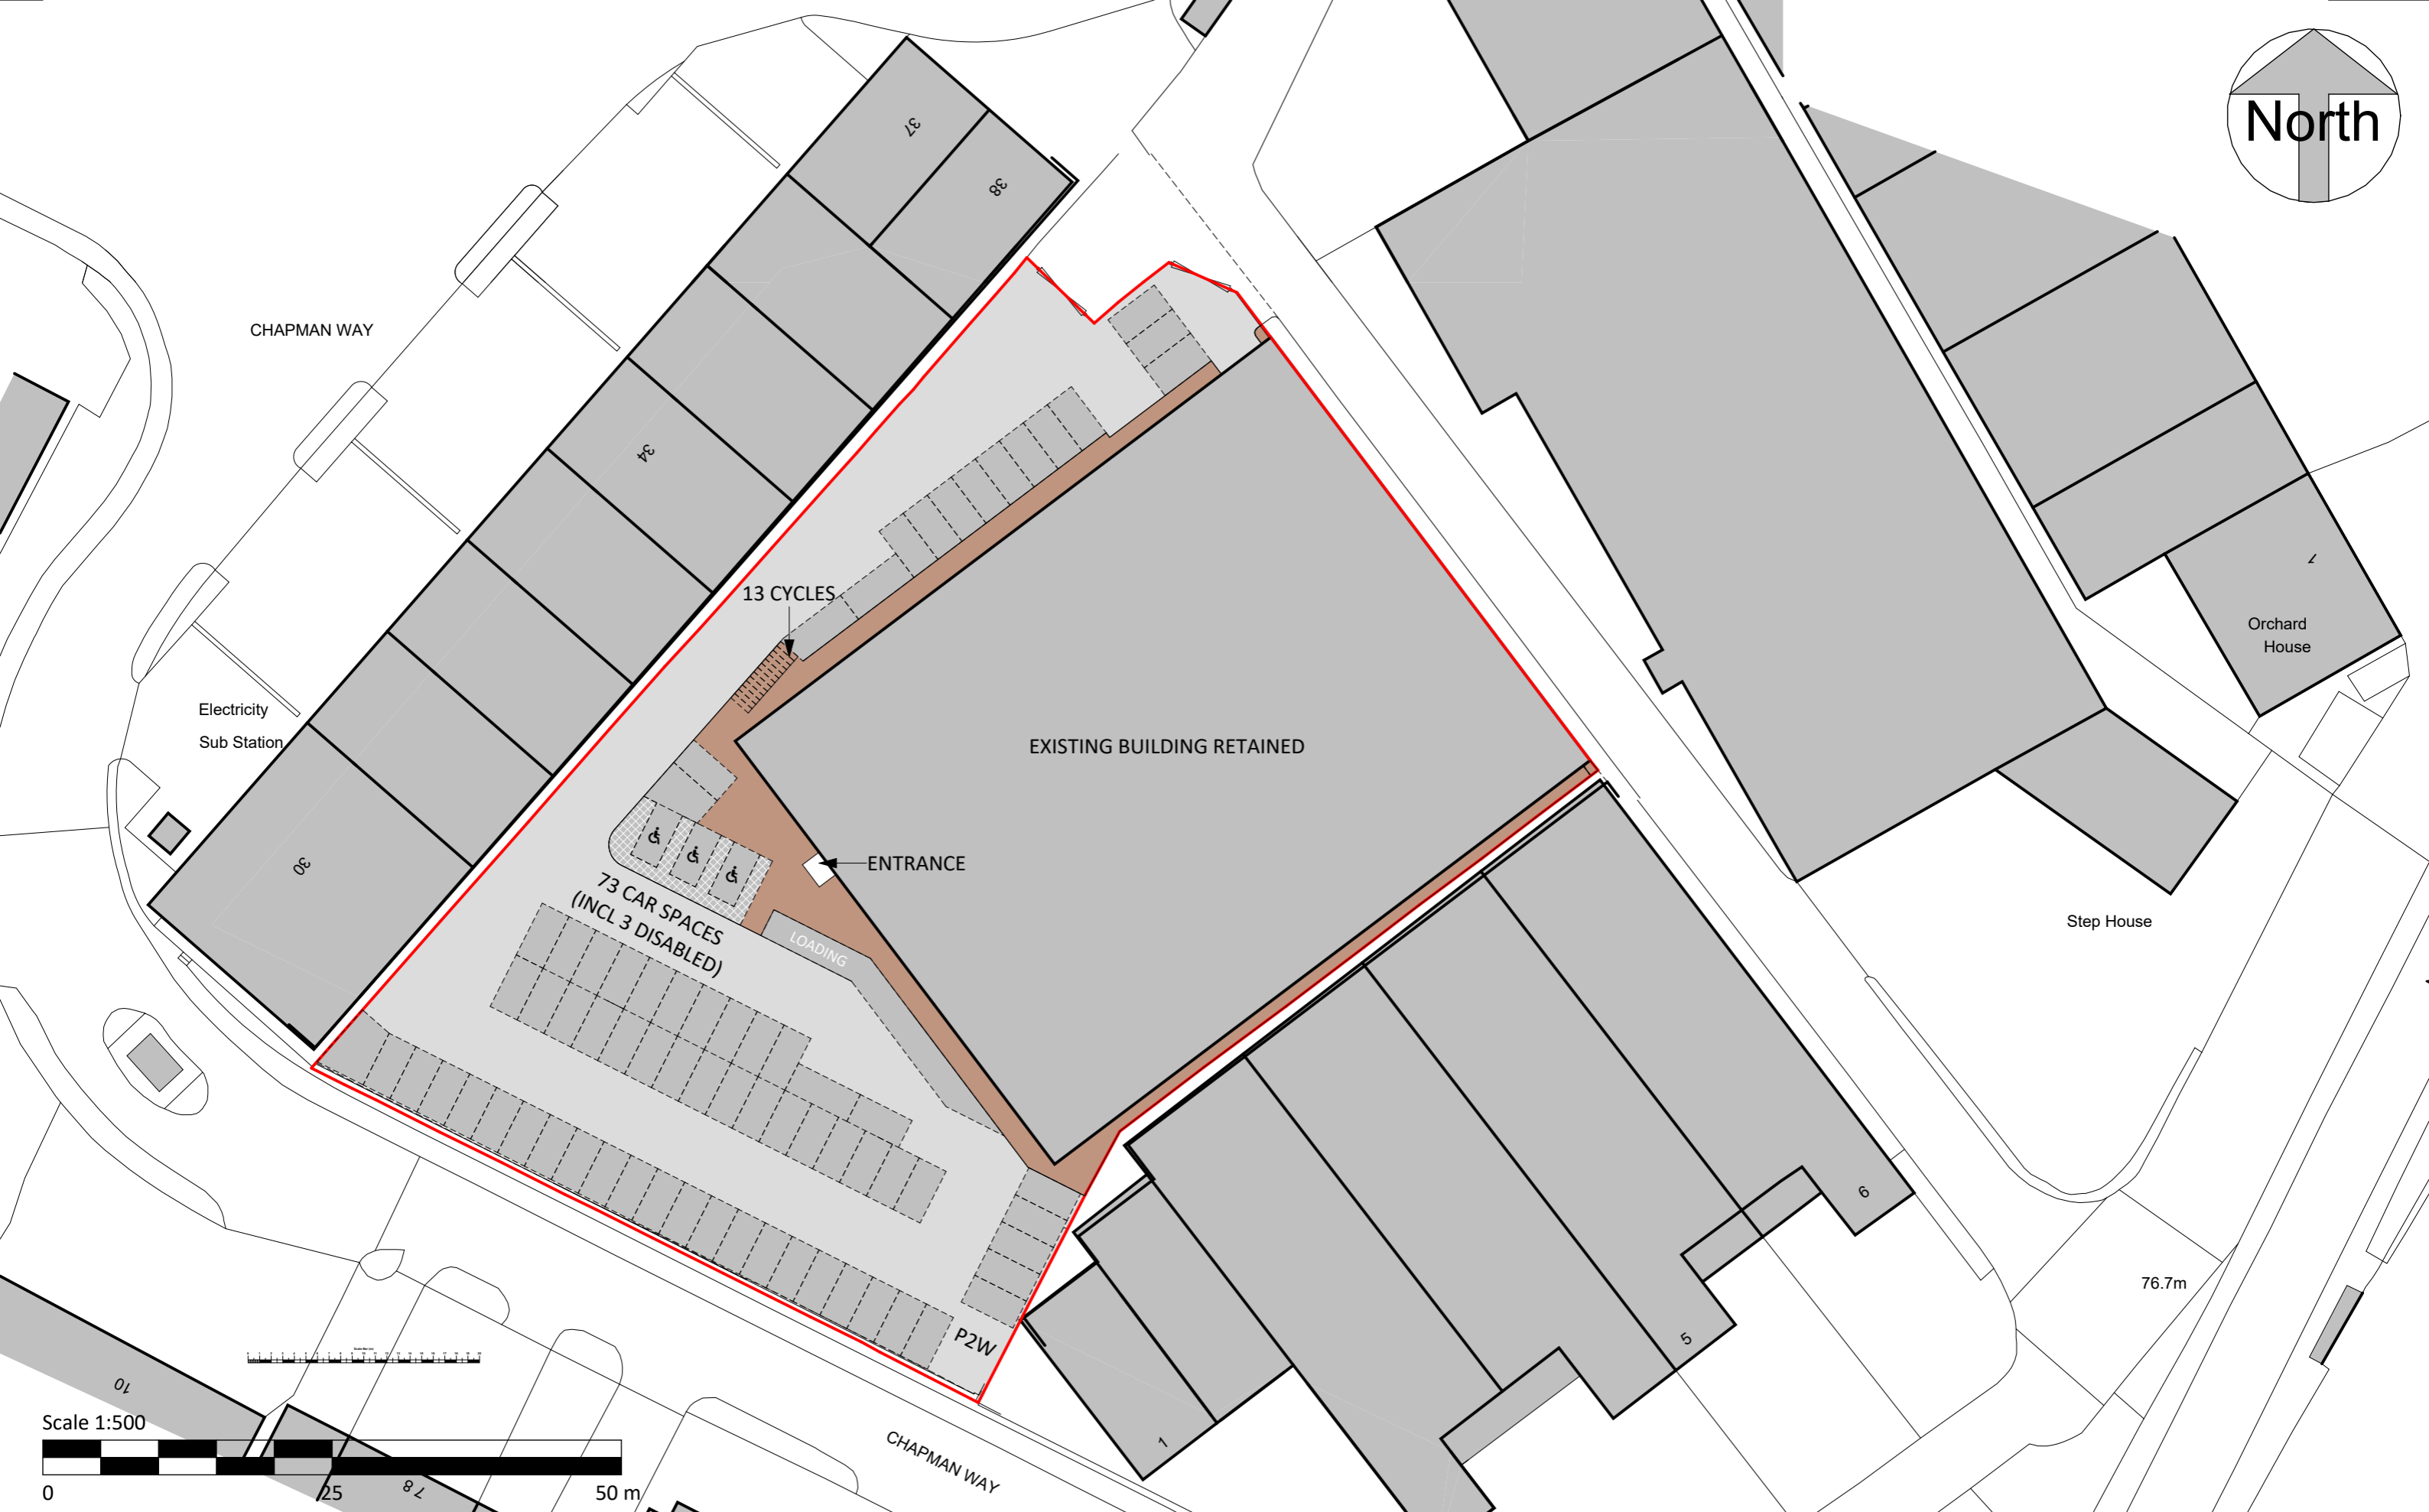 North
37
38
CHAPMAN WAY
34
13 CYCLES
1
Orchard
House
Electricity
Sub Station
EXISTING BUILDING RETAINED
30
ENTRANCE
73 CAR SPACES
(INCL 3 DISABLED)
LOADING
Step House
6
76.7m
P2W
5
10
Scale 1:500
CHAPMAN WAY
1
7 8
0
25
50 m